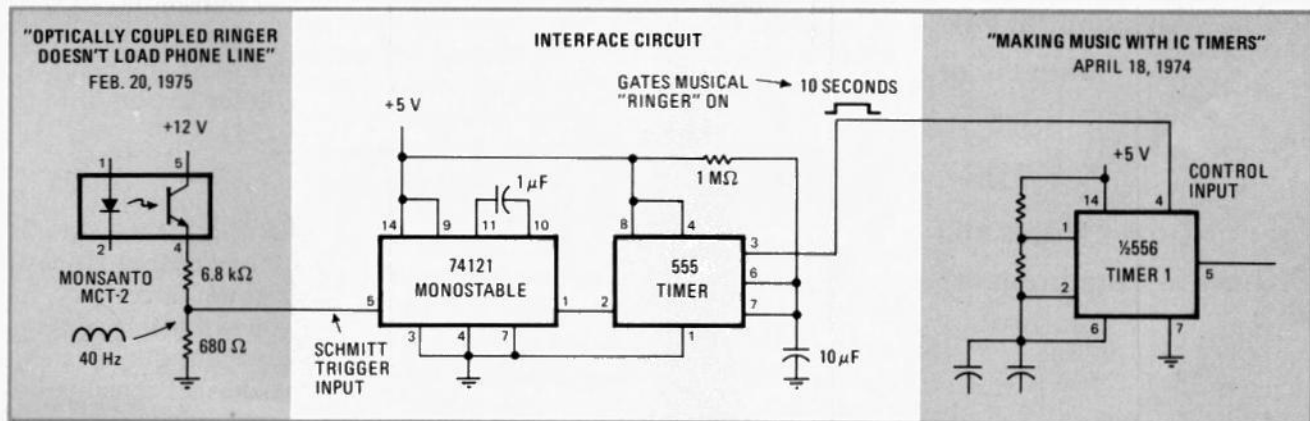 "OPTICALLY COUPLED RINGER
DOESN'T LOAD PHONE LINE"
FEB. 20, 1975
+12 V
1
5
2
4
MONSANTO
MCT-2
6.8 kΩ
40 Hz
680 Ω
INTERFACE CIRCUIT
GATES MUSICAL
"RINGER" ON
10 SECONDS
+5 V
1 µF
1 MΩ
14
9
11
10
8
4
74121
MONOSTABLE
555
TIMER
5
1
2
3
6
7
3
4
7
1
SCHMITT
TRIGGER
INPUT
10 µF
"MAKING MUSIC WITH IC TIMERS"
APRIL 18, 1974
+5 V
CONTROL
INPUT
14
4
1
½556
TIMER 1
5
2
6
7